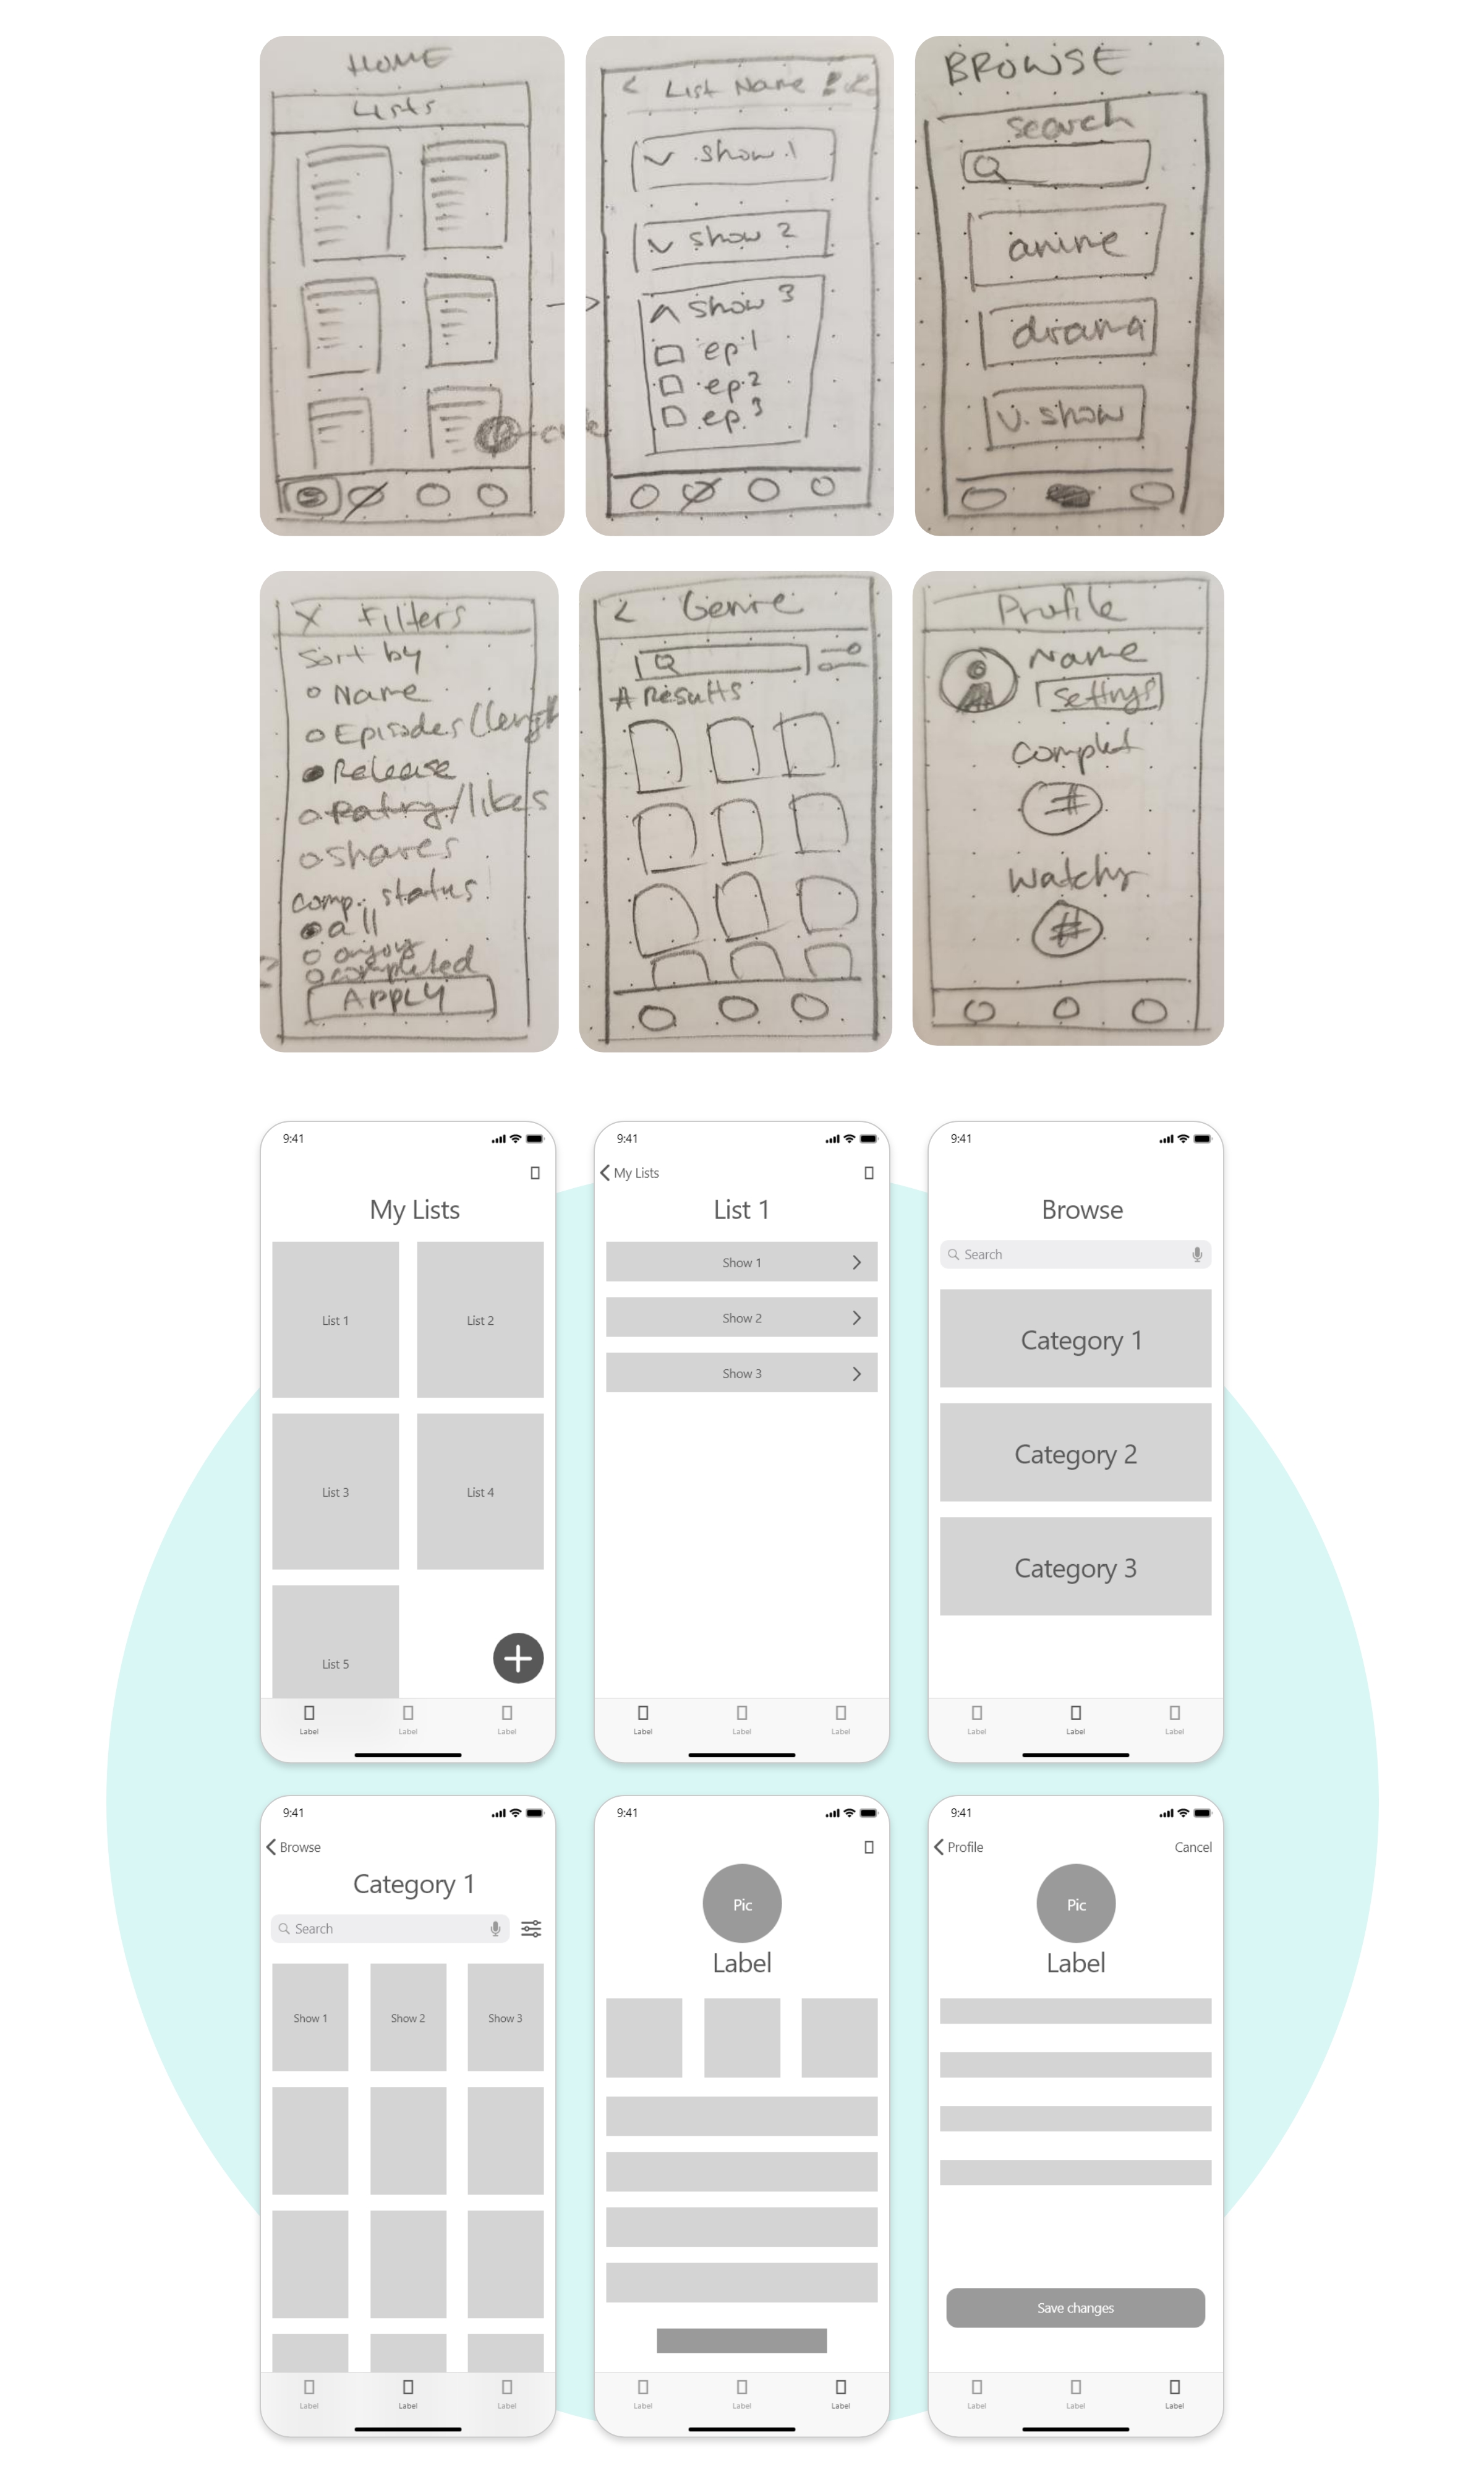 HOME
Lists
< List Name
show 1
show 2
show 3
ep 1
ep 2
ep 3
BROWSE
search
anime
drama
v. show
X Filters
Sort by
Name
Episodes (length
Release
Rating/likes
shares
comp. status
all
completed
APPLY
< Genre
# Results
Profile
Name
Settings
Complet
#
#
9:41
My Lists
List 1
List 2
List 3
List 4
List 5
Label
Label
Label
9:41
My Lists
List 1
Show 1
Show 2
Show 3
Label
Label
Label
9:41
Browse
Search
Category 1
Category 2
Category 3
Label
Label
Label
9:41
Browse
Category 1
Search
Show 1
Show 2
Show 3
Label
Label
Label
9:41
Pic
Label
Label
Label
Label
9:41
Profile
Cancel
Pic
Label
Save changes
Label
Label
Label